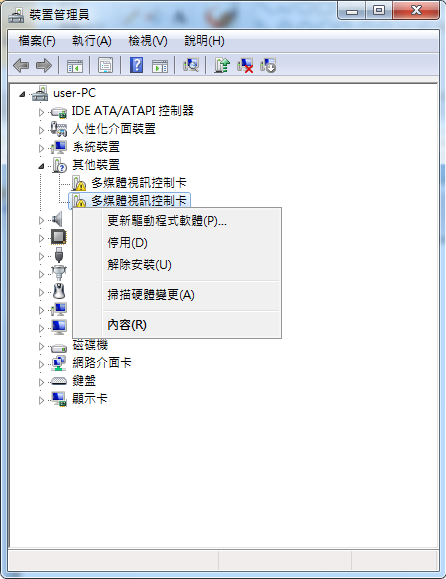 裝置管理員
檔案(F) 執行(A) 檢視(V) 說明(H)
user-PC
IDE ATA/ATAPI 控制器
人性化介面裝置
系統裝置
其他裝置
多媒體視訊控制卡
多媒體視訊控制卡
更新驅動程式軟體(P)...
停用(D)
解除安裝(U)
掃描硬體變更(A)
內容(R)
磁碟機
網路介面卡
鍵盤
顯示卡